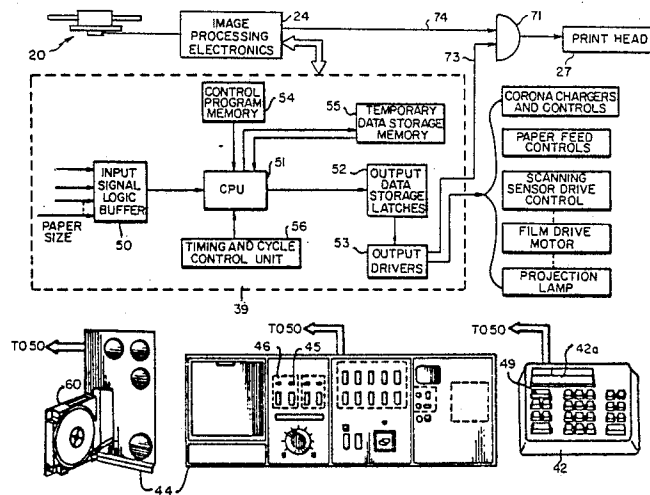 24
74
71
20
IMAGE
PROCESSING
ELECTRONICS
73
PRINT HEAD
27
CONTROL
PROGRAM
MEMORY
54
55
TEMPORARY
DATA STORAGE
MEMORY
CORONA CHARGERS
AND CONTROLS
PAPER FEED
CONTROLS
SCANNING
SENSOR DRIVE
CONTROL
FILM DRIVE
MOTOR
PROJECTION
LAMP
INPUT
SIGNAL
LOGIC
BUFFER
50
PAPER
SIZE
51
CPU
52
OUTPUT
DATA
STORAGE
LATCHES
56
TIMING AND CYCLE
CONTROL UNIT
53
OUTPUT
DRIVERS
39
TO 50
60
44
TO 50
46
45
TO 50
42a
49
42